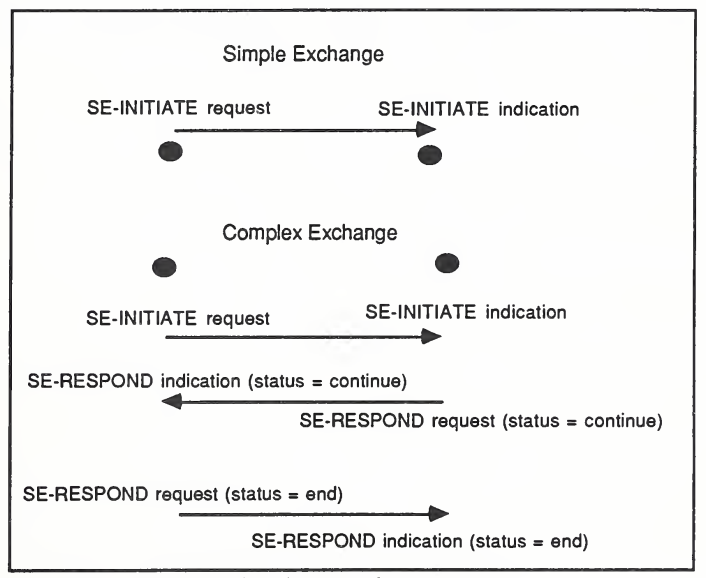 Simple Exchange
SE-INITIATE request
SE-INITIATE indication
Complex Exchange
SE-INITIATE request
SE-INITIATE indication
SE-RESPOND indication (status = continue)
SE-RESPOND request (status = continue)
SE-RESPOND request (status = end)
SE-RESPOND indication (status = end)